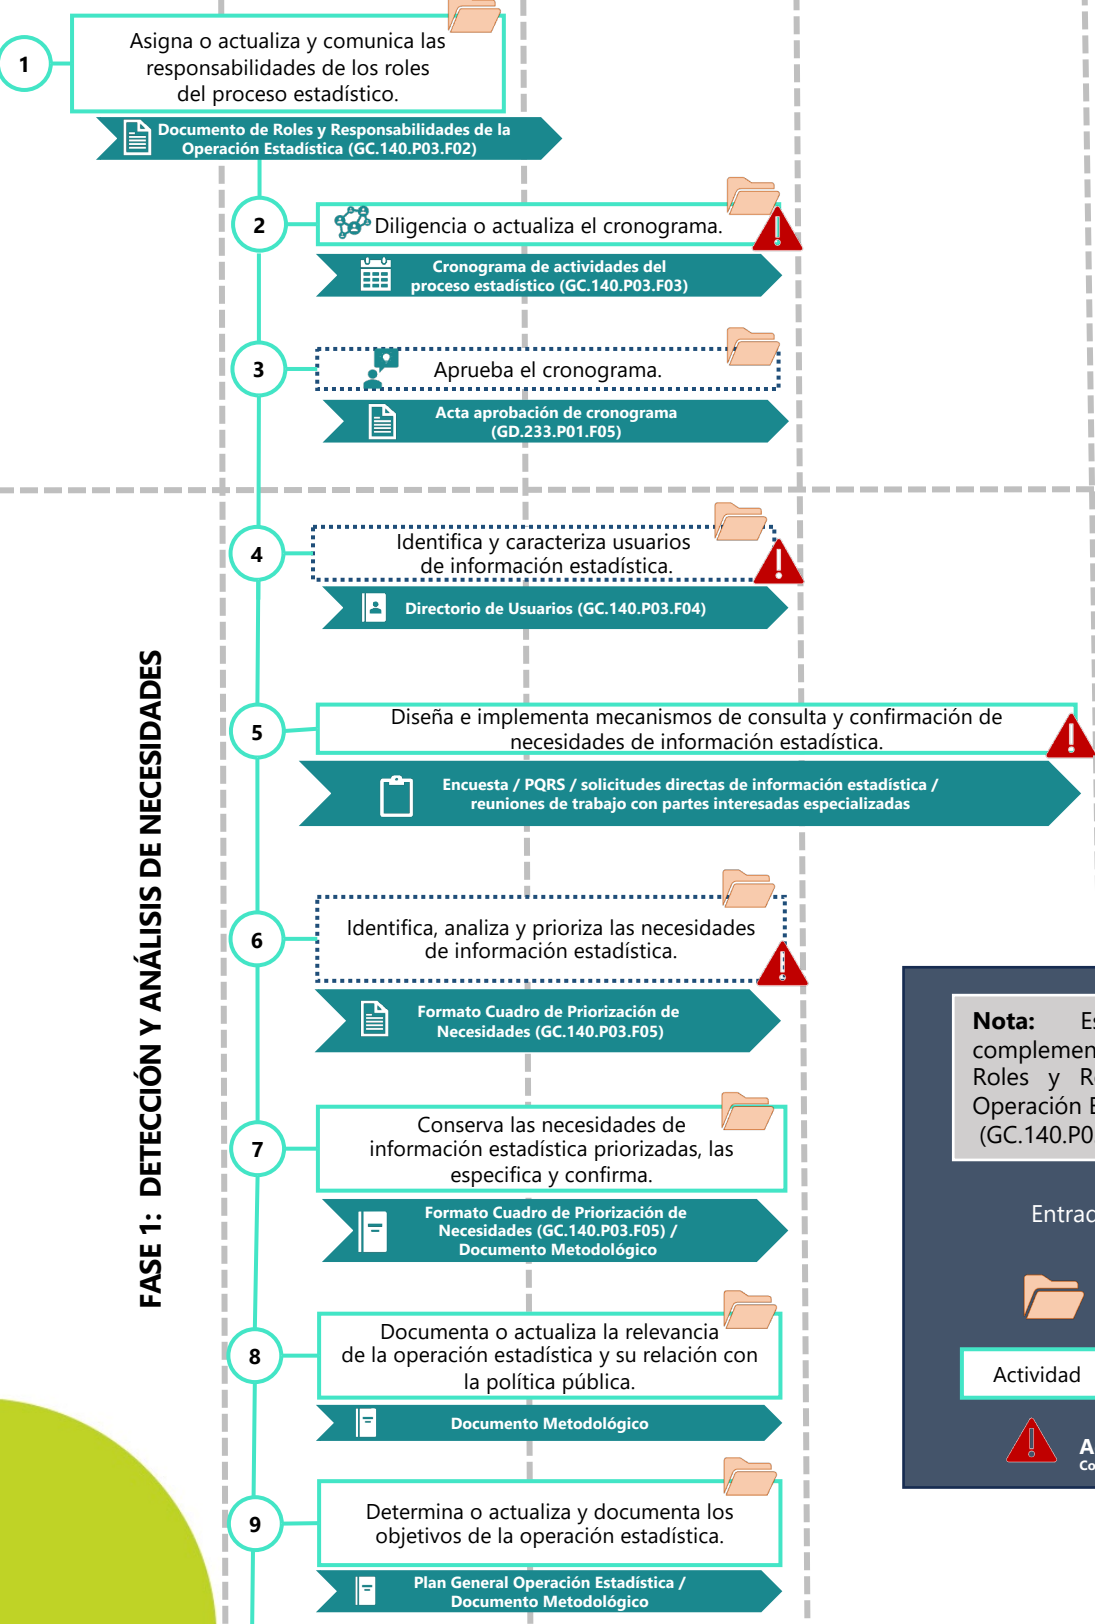 1
Asigna o actualiza y comunica las
responsabilidades de los roles
del proceso estadístico.
Documento de Roles y Responsabilidades de la
Operación Estadística (GC.140.P03.F02)
2
Diligencia o actualiza el cronograma.
Cronograma de actividades del
proceso estadístico (GC.140.P03.F03)
3
Aprueba el cronograma.
Acta aprobación de cronograma
(GD.233.P01.F05)
FASE 1: DETECCIÓN Y ANÁLISIS DE NECESIDADES
4
Identifica y caracteriza usuarios
de información estadística.
Directorio de Usuarios (GC.140.P03.F04)
5
Diseña e implementa mecanismos de consulta y confirmación de
necesidades de información estadística.
Encuesta / PQRS / solicitudes directas de información estadística /
reuniones de trabajo con partes interesadas especializadas
6
Identifica, analiza y prioriza las necesidades
de información estadística.
Formato Cuadro de Priorización de
Necesidades (GC.140.P03.F05)
7
Conserva las necesidades de
información estadística priorizadas, las
especifica y confirma.
Formato Cuadro de Priorización de
Necesidades (GC.140.P03.F05) /
Documento Metodológico
8
Documenta o actualiza la relevancia
de la operación estadística y su relación con
la política pública.
Documento Metodológico
9
Determina o actualiza y documenta los
objetivos de la operación estadística.
Plan General Operación Estadística /
Documento Metodológico
Nota: Es
complemen
Roles y R
Operación E
(GC.140.P0
Entrad
Actividad
A
Co